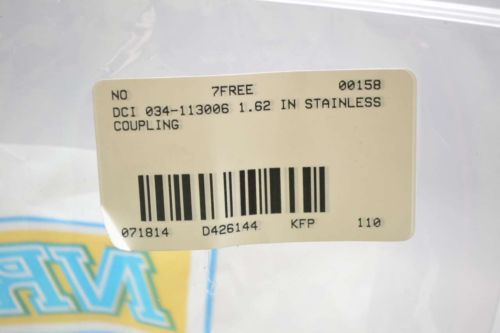 NO 7FREE 00158
DCI 034-113006 1.62 IN STAINLESS
COUPLING
071814 D426144 KFP 110